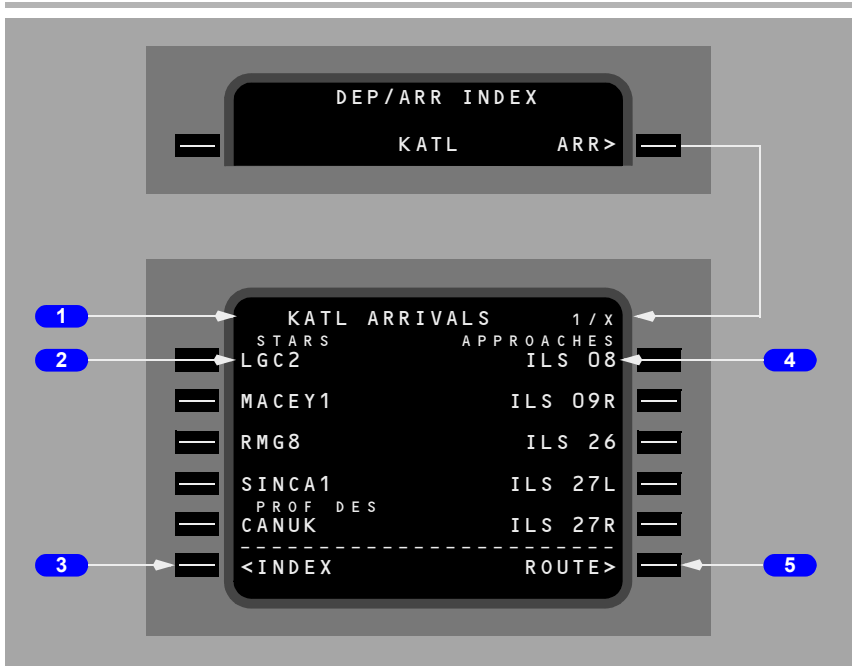 DEP/ARR INDEX
KATL ARR>
1 KATL ARRIVALS 1/X
STARS APPROACHES
2 LGC2 ILS 08 4
MACEY1 ILS 09R
RMG8 ILS 26
SINCA1 ILS 27L
PROF DES
CANUK ILS 27R
------------------------
3 <INDEX ROUTE> 5